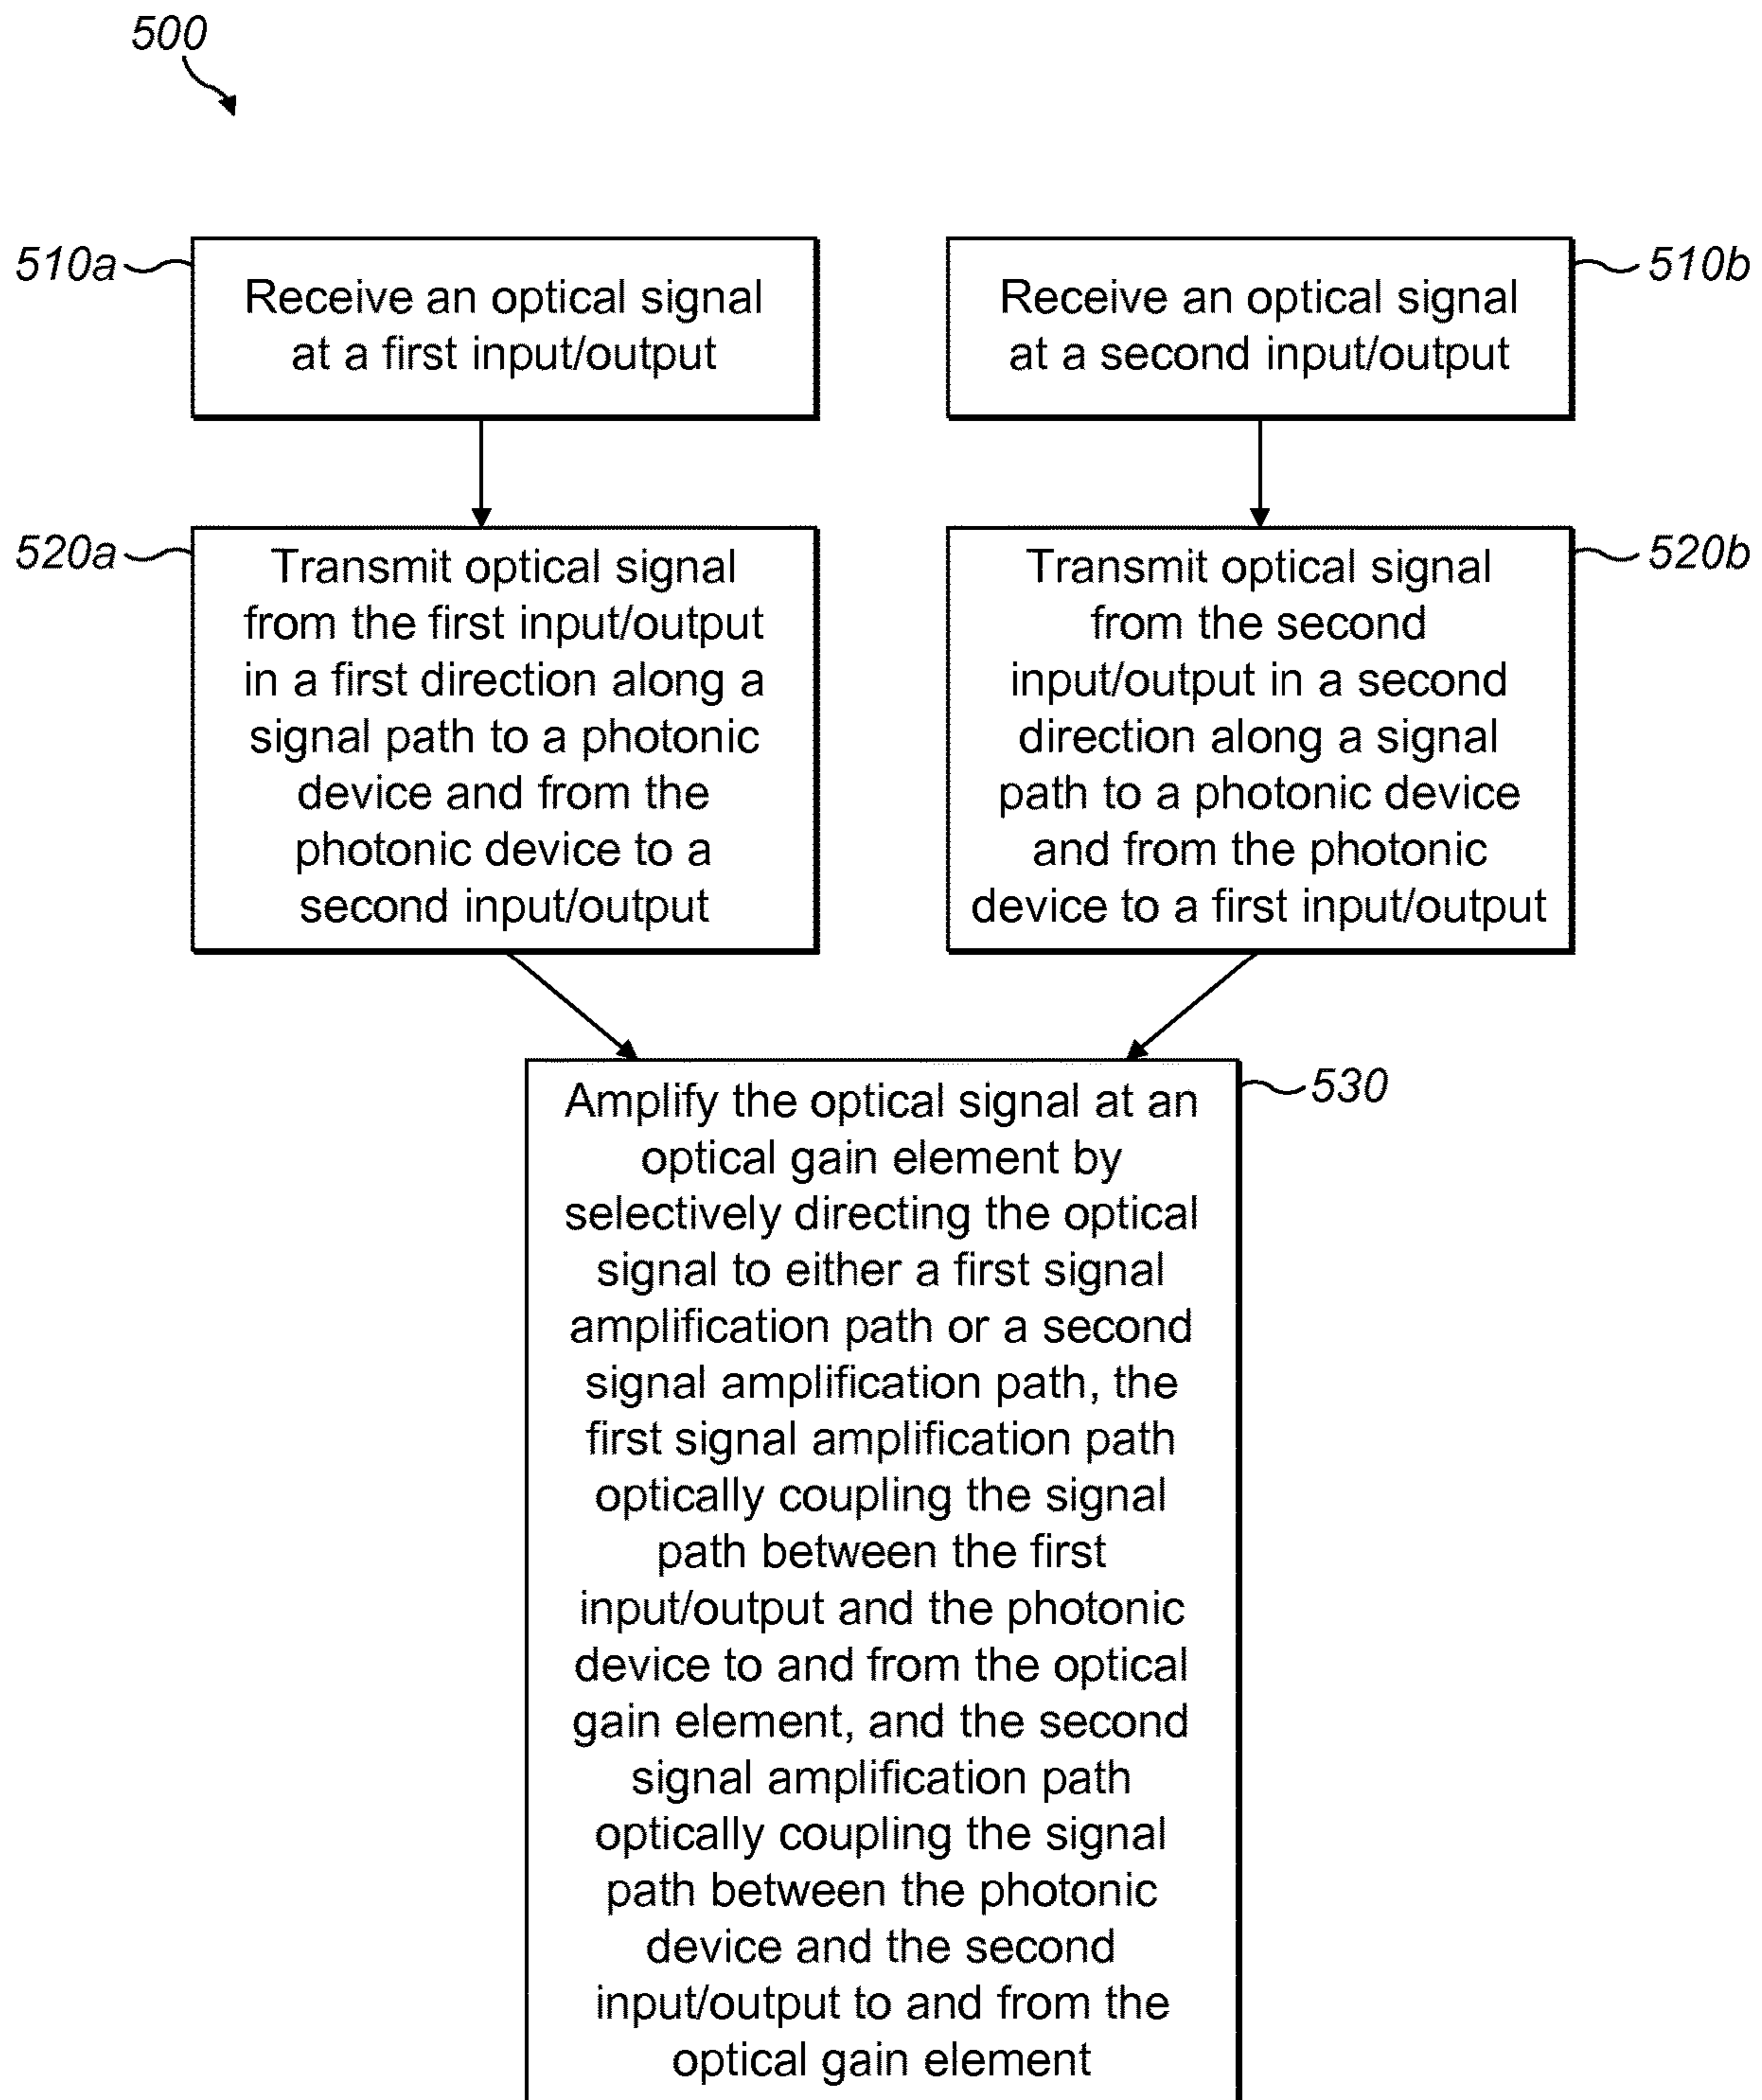 500
510a
Receive an optical signal
at a first input/output
510b
Receive an optical signal
at a second input/output
520a
Transmit optical signal
from the first input/output
in a first direction along a
signal path to a photonic
device and from the
photonic device to a
second input/output
520b
Transmit optical signal
from the second
input/output in a second
direction along a signal
path to a photonic device
and from the photonic
device to a first input/output
530
Amplify the optical signal at an
optical gain element by
selectively directing the optical
signal to either a first signal
amplification path or a second
signal amplification path, the
first signal amplification path
optically coupling the signal
path between the first
input/output and the photonic
device to and from the optical
gain element, and the second
signal amplification path
optically coupling the signal
path between the photonic
device and the second
input/output to and from the
optical gain element